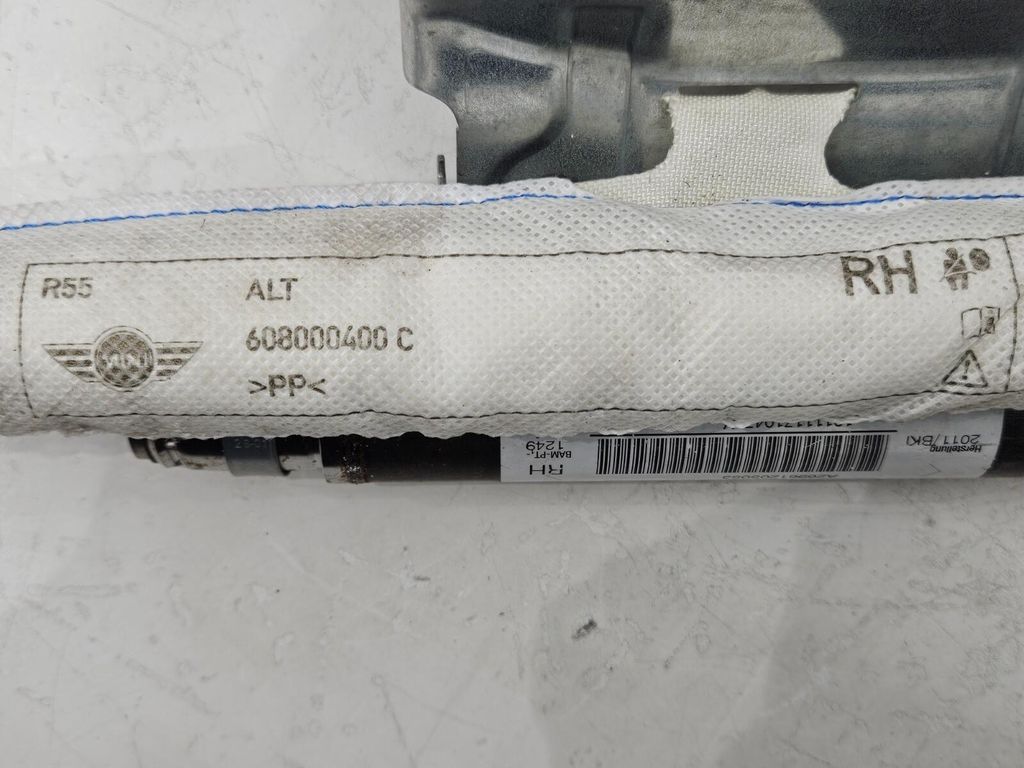 R55 ALT RH
MINI
608000400 C
>PP<
Herstellung
2011/BKI
RH
BAM-PT-
1249